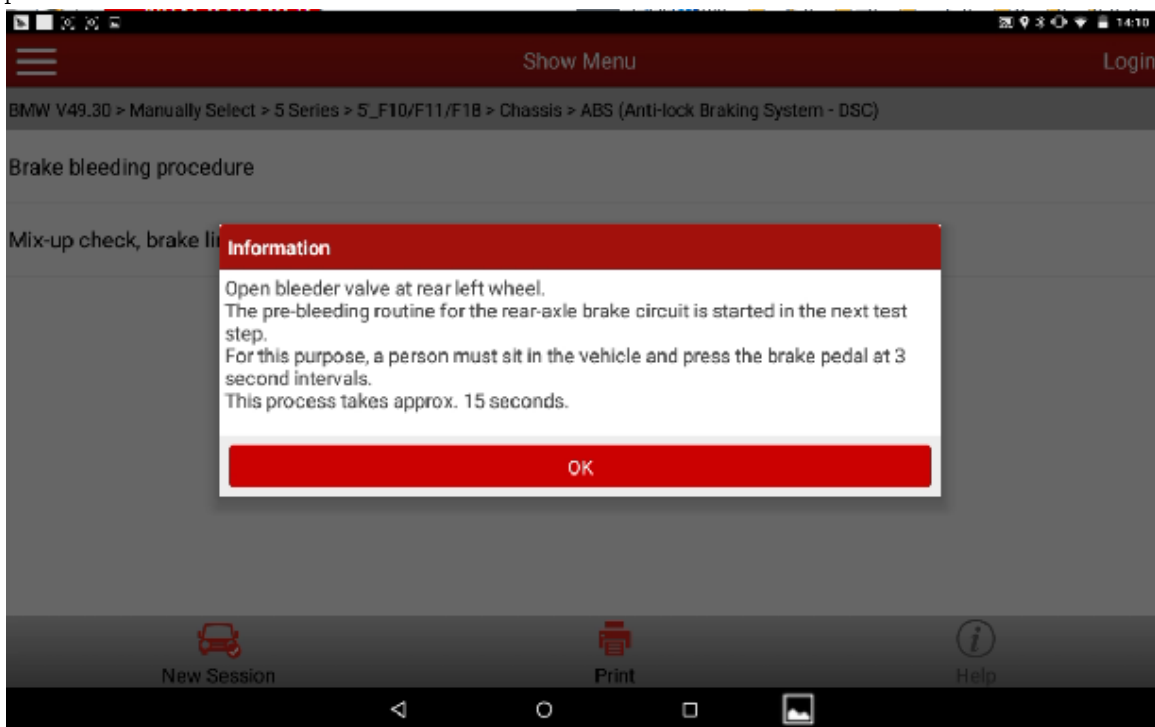 14:10
Show Menu
Login
BMW V49.30 > Manually Select > 5 Series > 5'_F10/F11/F18 > Chassis > ABS (Anti-lock Braking System - DSC)
Brake bleeding procedure
Mix-up check, brake
Information
Open bleeder valve at rear left wheel.
The pre-bleeding routine for the rear-axle brake circuit is started in the next test
step.
For this purpose, a person must sit in the vehicle and press the brake pedal at 3
second intervals.
This process takes approx. 15 seconds.
OK
New Session
Print
Help